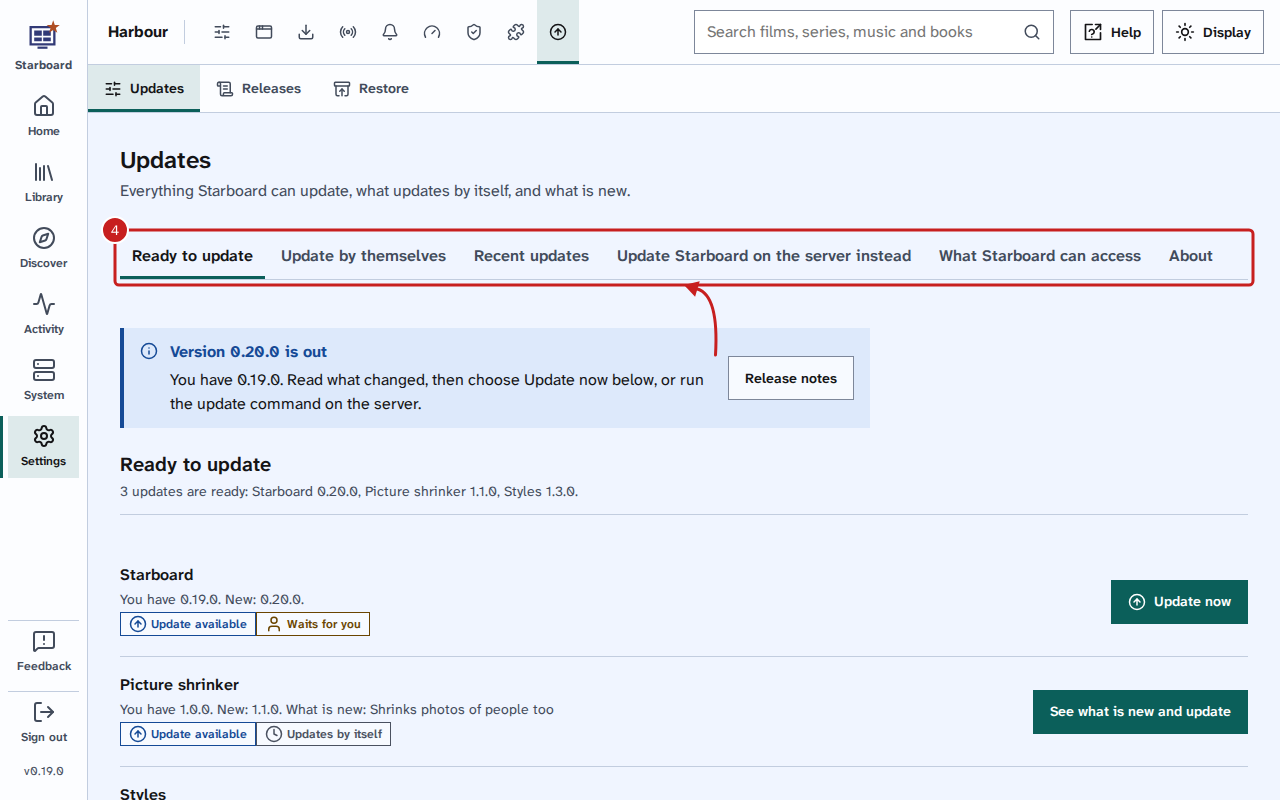 Starboard
Home
Library
Discover
Activity
System
Settings
Feedback
Sign out
v0.19.0
Harbour
Search films, series, music and books
Help
Display
Updates
Releases
Restore
Updates
Everything Starboard can update, what updates by itself, and what is new.
4
Ready to update
Update by themselves
Recent updates
Update Starboard on the server instead
What Starboard can access
About
Version 0.20.0 is out
You have 0.19.0. Read what changed, then choose Update now below, or run
the update command on the server.
Release notes
Ready to update
3 updates are ready: Starboard 0.20.0, Picture shrinker 1.1.0, Styles 1.3.0.
Starboard
You have 0.19.0. New: 0.20.0.
Update available
Waits for you
Update now
Picture shrinker
You have 1.0.0. New: 1.1.0. What is new: Shrinks photos of people too
Update available
Updates by itself
See what is new and update
Styles